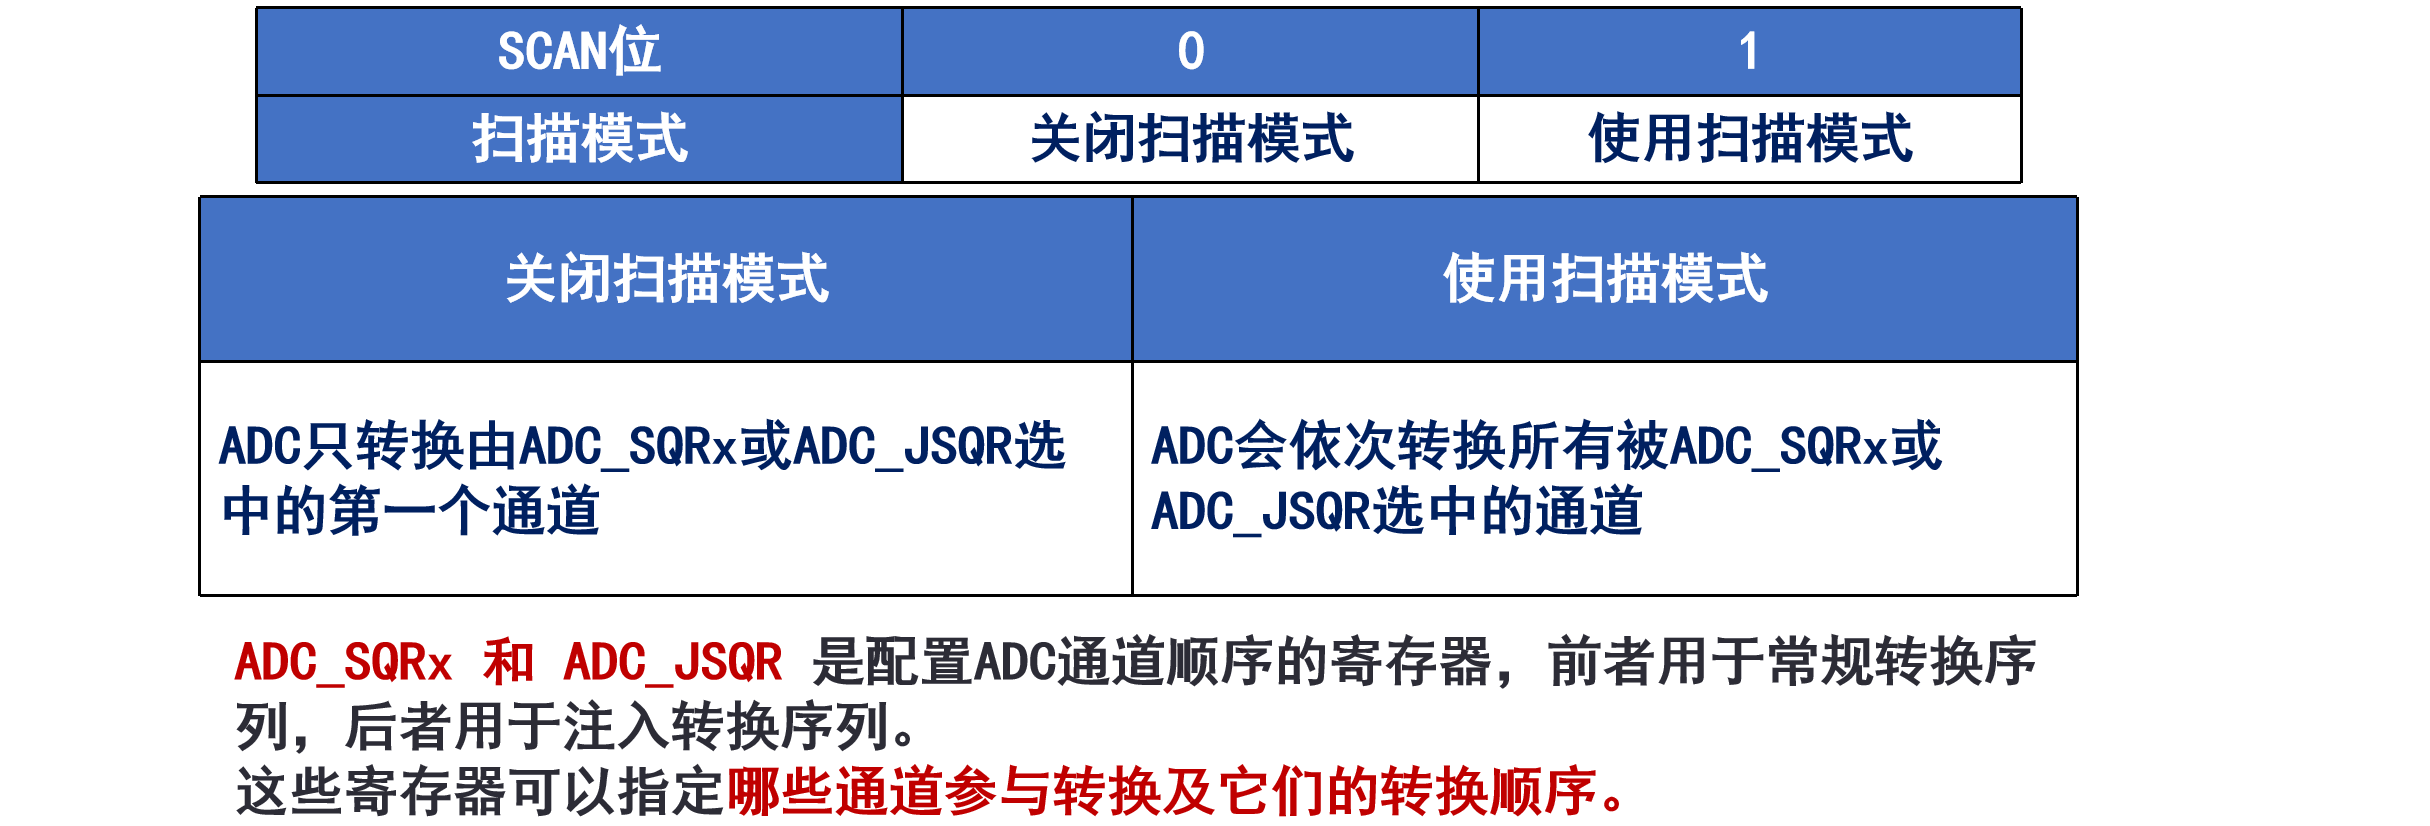 SCAN位 0 1
扫描模式 关闭扫描模式 使用扫描模式
关闭扫描模式 使用扫描模式
ADC只转换由ADC_SQRx或ADC_JSQR选
中的第一个通道
ADC会依次转换所有被ADC_SQRx或
ADC_JSQR选中的通道
ADC_SQRx 和 ADC_JSQR 是配置ADC通道顺序的寄存器，前者用于常规转换序
列，后者用于注入转换序列。
这些寄存器可以指定哪些通道参与转换及它们的转换顺序。